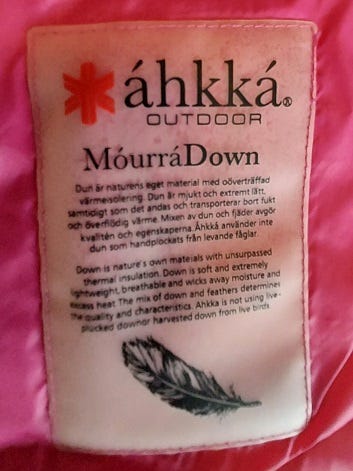 áhkká®
OUTDOOR
MóurráDown
Dun är naturens eget material med oöverträffad
värmeisolering. Dun är mjukt och extremt lätt,
samtidigt som det andas och transporterar bort fukt
och överflödig värme. Mixen av dun och fjäder avgör
kvalitén och egenskaperna. Áhkká använder inte
dun som handplockats från levande fåglar.
Down is nature's own mateials with unsurpassed
thermal insulation. Down is soft and extremely
lightweight, breathable and wicks away moisture and
excess heat. The mix of down and feathers determines
the quality and characteristics. Ahkka is not using live-
plucked downor harvested down from live birds.